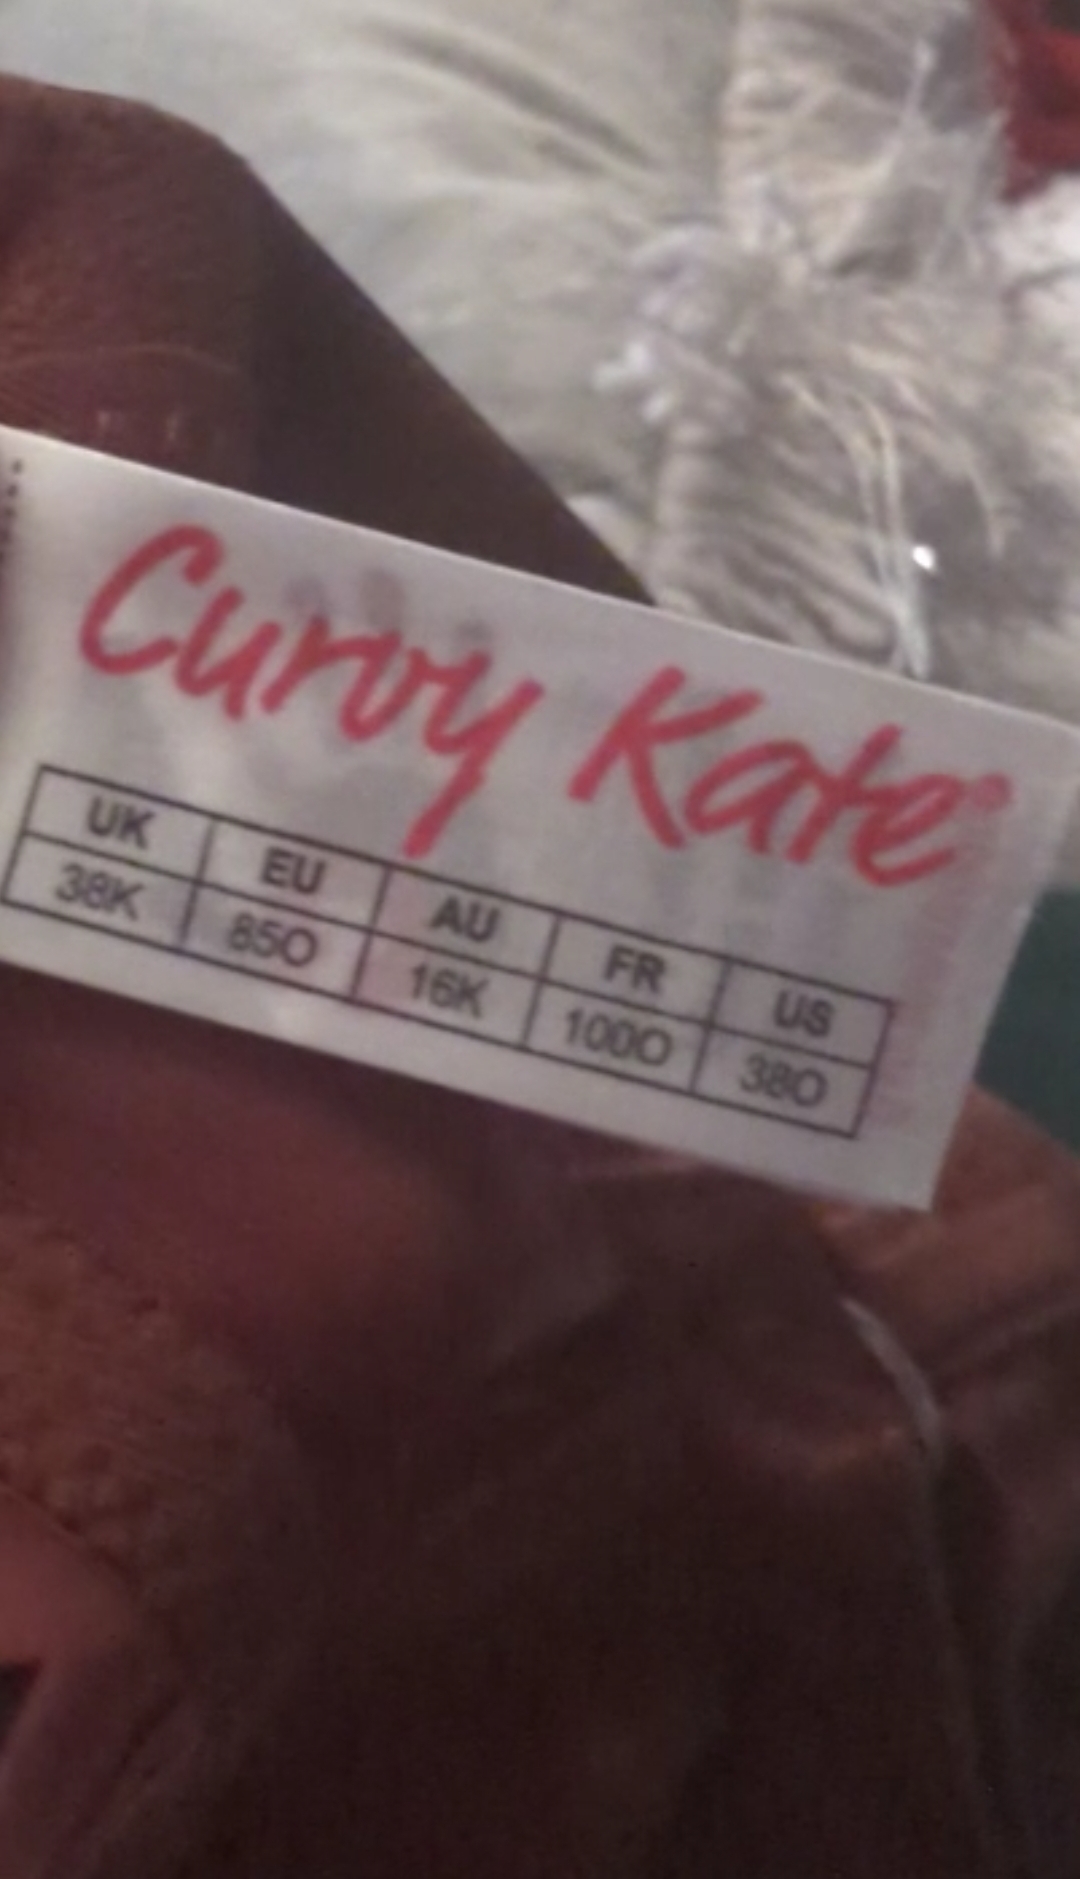 Curvy Kate®
UK EU AU FR US
38K 85O 16K 100O 38O